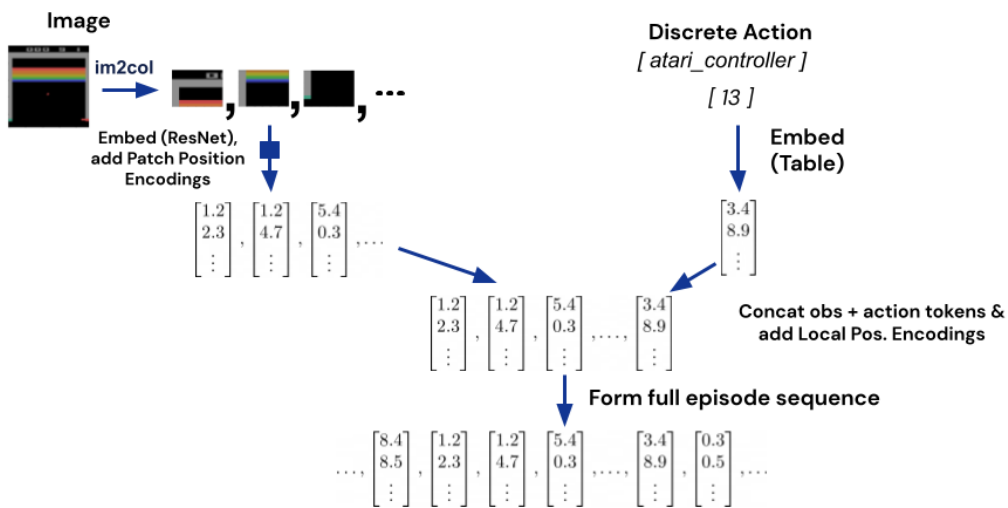 Image
im2col
, , , ...
Embed (ResNet),
add Patch Position
Encodings
Discrete Action
[ atari_controller ]
[ 13 ]
Embed
(Table)
[1.2 2.3 ⋮] , [1.2 4.7 ⋮] , [5.4 0.3 ⋮] , ...
[3.4 8.9 ⋮]
[1.2 2.3 ⋮] , [1.2 4.7 ⋮] , [5.4 0.3 ⋮] , ... , [3.4 8.9 ⋮]
Concat obs + action tokens &
add Local Pos. Encodings
Form full episode sequence
... , [8.4 8.5 ⋮] , [1.2 2.3 ⋮] , [1.2 4.7 ⋮] , [5.4 0.3 ⋮] , ... , [3.4 8.9 ⋮] , [0.3 0.5 ⋮] , ...